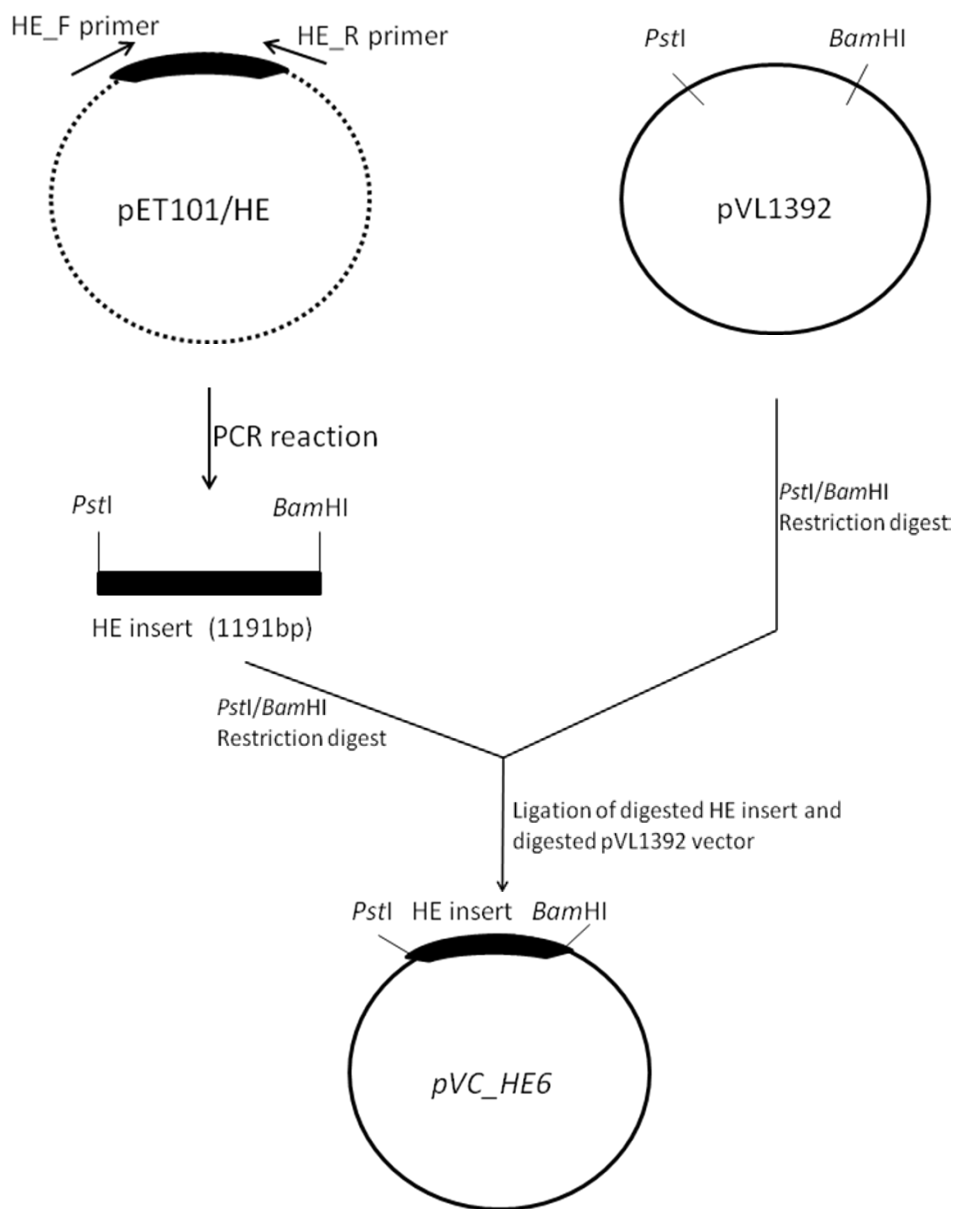 HE_F primer
HE_R primer
PstI
BamHI
pET101/HE
pVL1392
PCR reaction
PstI
BamHI
PstI/BamHI
Restriction digest
HE insert (1191bp)
PstI/BamHI
Restriction digest
Ligation of digested HE insert and
digested pVL1392 vector
PstI HE insert BamHI
pVC_HE6